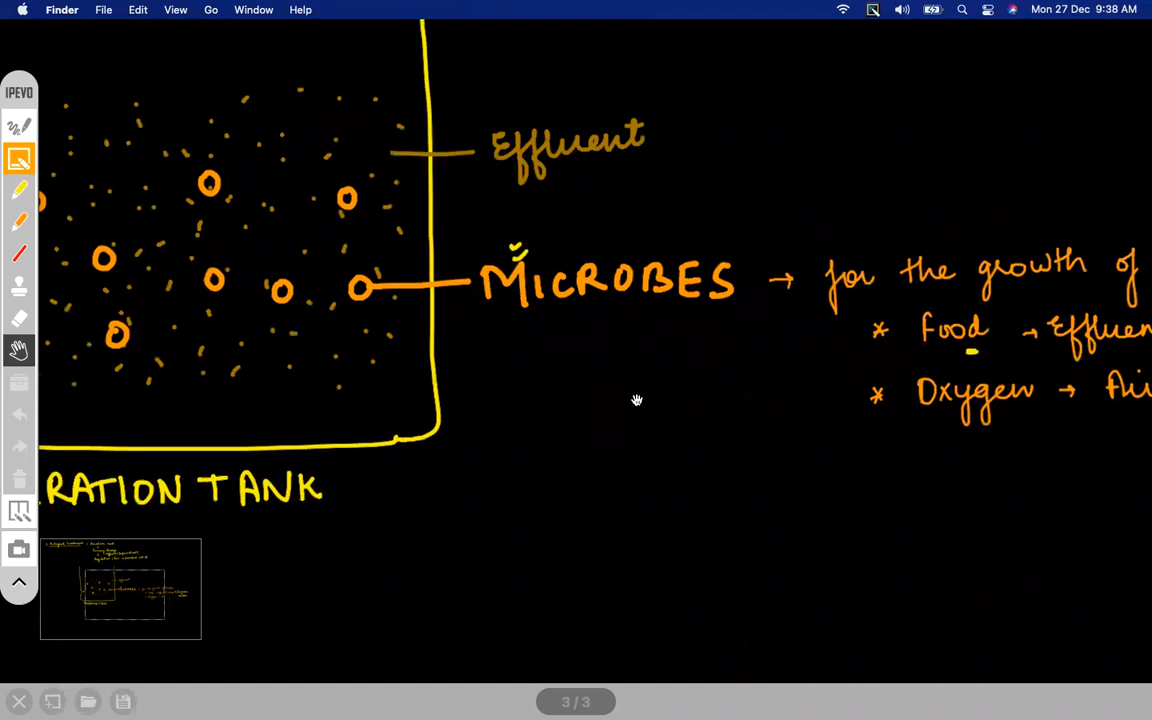 Finder File Edit View Go Window Help Mon 27 Dec 9:38 AM
IPEVO
Effluent
MICROBES → for the growth of
* Food → Effluen
* Oxygen → Ai
RATION TANK
3 / 3